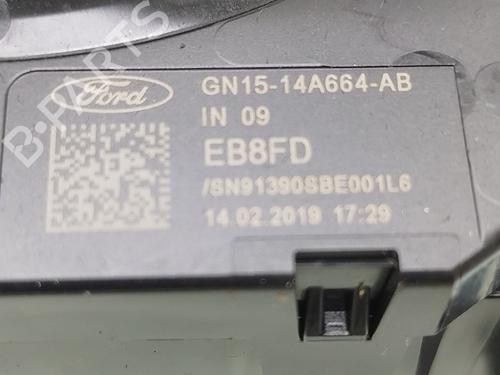 Ford
GN15-14A664-AB
IN 09
EB8FD
/SN91390SBE001L6
14.02.2019 17:29
B-PARTS